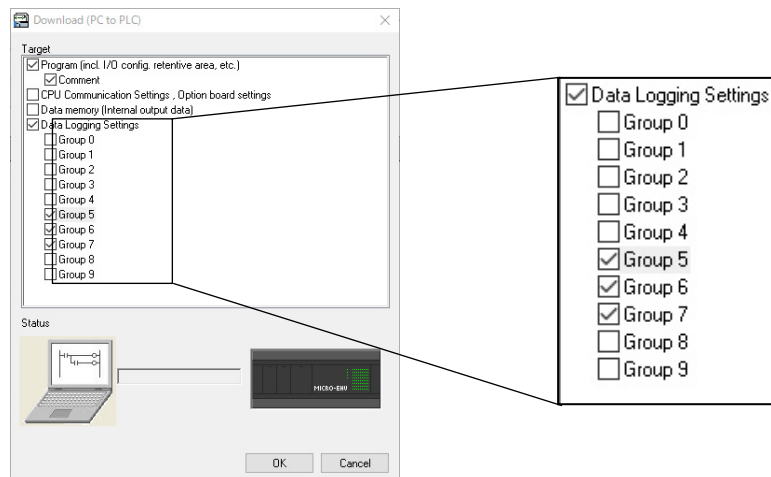 Download (PC to PLC)
Target
Program (incl. I/O config. retentive area, etc.)
Comment
CPU Communication Settings , Option board settings
Data memory (Internal output data)
Data Logging Settings
Group 0
Group 1
Group 2
Group 3
Group 4
Group 5
Group 6
Group 7
Group 8
Group 9
Status
MICRO-EHV
OK
Cancel
Data Logging Settings
Group 0
Group 1
Group 2
Group 3
Group 4
Group 5
Group 6
Group 7
Group 8
Group 9